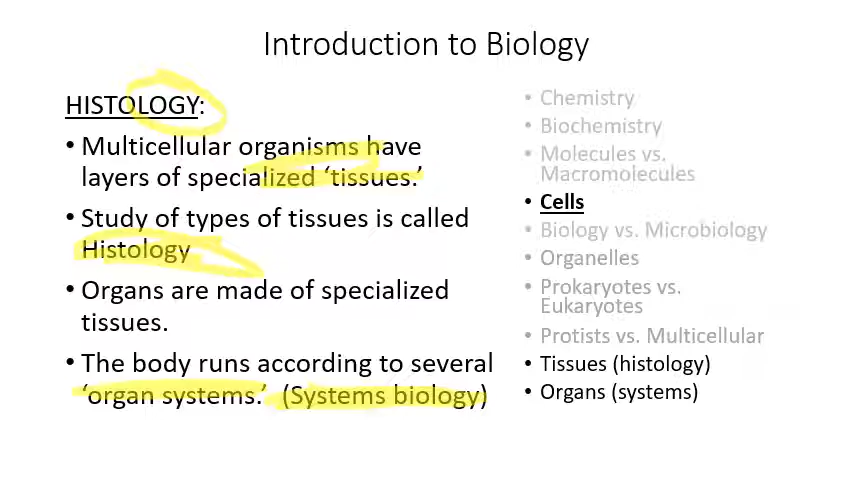 Introduction to Biology
HISTOLOGY:
• Multicellular organisms have
layers of specialized ‘tissues.’
• Study of types of tissues is called
Histology
• Organs are made of specialized
tissues.
• The body runs according to several
‘organ systems.’ (Systems biology)
• Chemistry
• Biochemistry
• Molecules vs.
Macromolecules
• Cells
• Biology vs. Microbiology
• Organelles
• Prokaryotes vs.
Eukaryotes
• Protists vs. Multicellular
• Tissues (histology)
• Organs (systems)